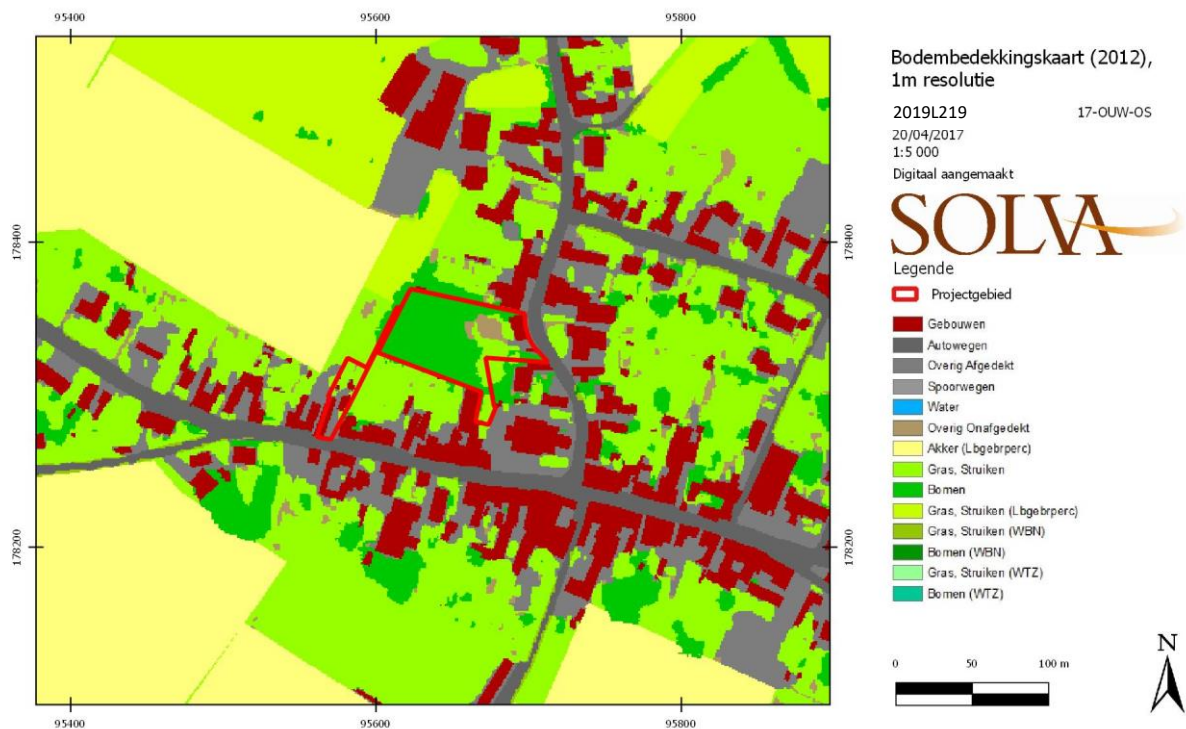 95400 95600 95800
178400 178400
178200 178200
95400 95600 95800
Bodembedekkingskaart (2012),
1m resolutie
2019L219 17-OUW-OS
20/04/2017
1:5 000
Digitaal aangemaakt
SOLVA
Legende
Projectgebied
Gebouwen
Autowegen
Overig Afgedekt
Spoorwegen
Water
Overig Onafgedekt
Akker (Lbgebrperc)
Gras, Struiken
Bomen
Gras, Struiken (Lbgebrperc)
Gras, Struiken (WBN)
Bomen (WBN)
Gras, Struiken (WTZ)
Bomen (WTZ)
0 50 100 m
N